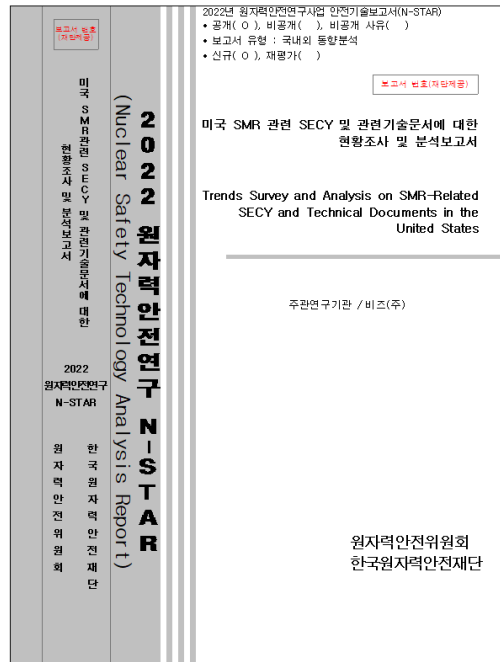 보고서 번호
(재단제공)
미국 SMR관련 SECY 및 관련기술문서에 대한
현황조사 및 분석보고서
2022
원자력안전연구
N-STAR
한국원자력안전재단
원자력안전위원회
2022 원자력안전연구 N-STAR
(Nuclear Safety Technology Analysis Report)
2022년 원자력안전연구사업 안전기술보고서(N-STAR)
• 공개( O ), 비공개( ), 비공개 사유( )
• 보고서 유형 : 국내외 동향분석
• 신규( O ), 재평가( )
보고서 번호(재단제공)
미국 SMR 관련 SECY 및 관련기술문서에 대한
현황조사 및 분석보고서
Trends Survey and Analysis on SMR-Related
SECY and Technical Documents in the
United States
주관연구기관 / 비즈(주)
원자력안전위원회
한국원자력안전재단